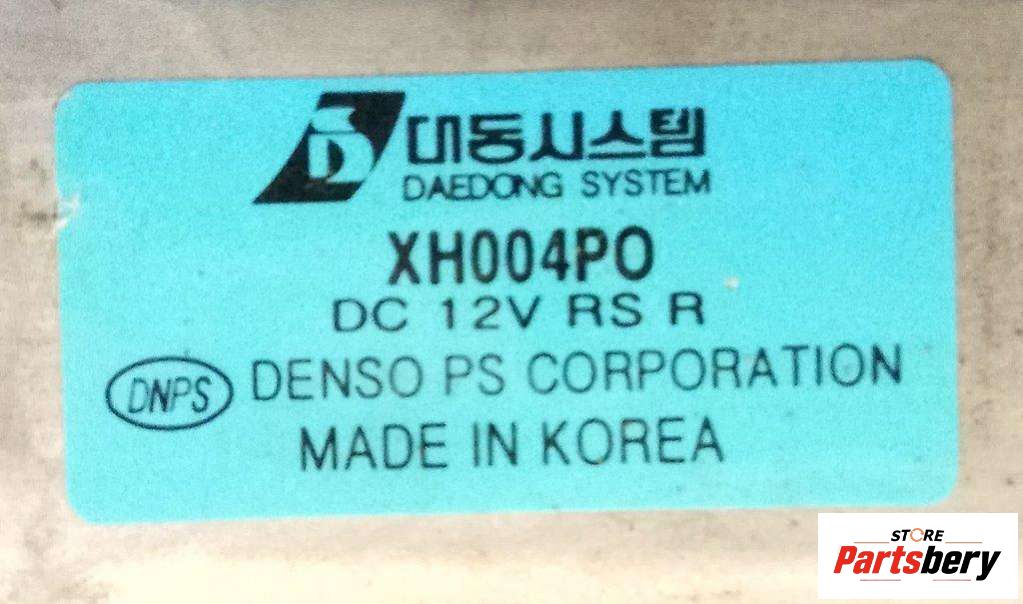 대동시스템
DAEDONG SYSTEM
XH004PO
DC 12V RS R
DNPS DENSO PS CORPORATION
MADE IN KOREA
STORE
Partsbery